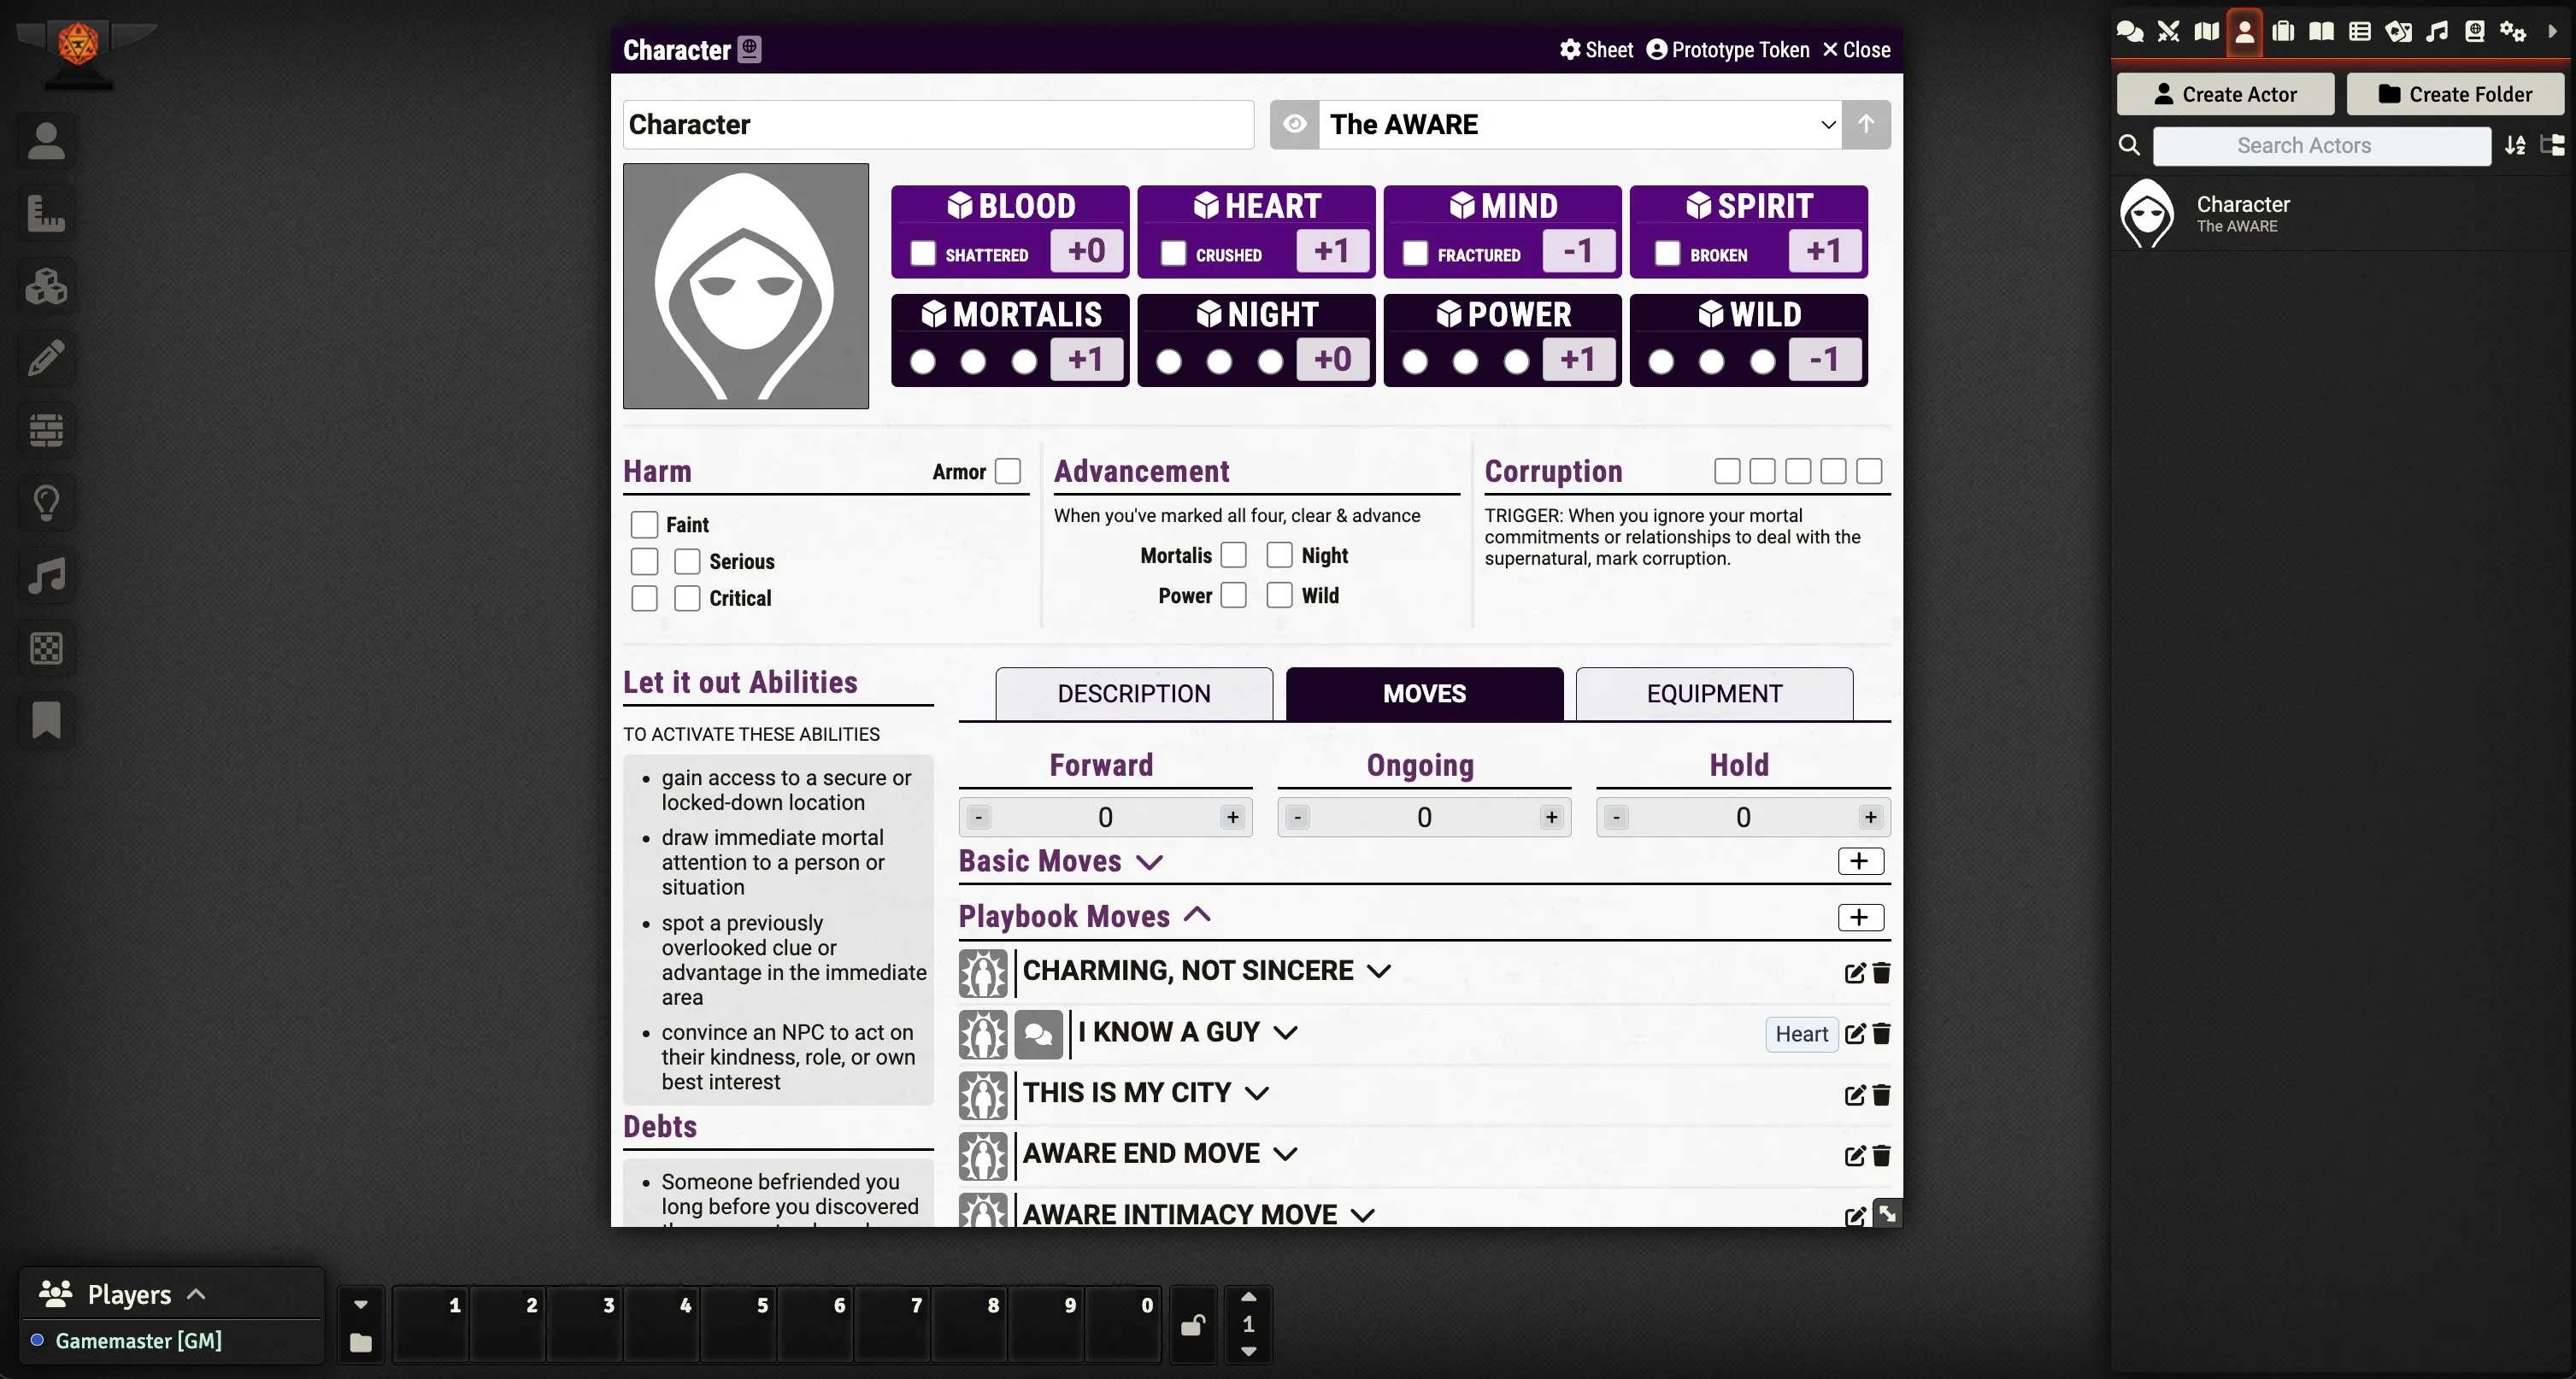 Character
Sheet Prototype Token Close
Character
The AWARE
BLOOD
SHATTERED +0
HEART
CRUSHED +1
MIND
FRACTURED -1
SPIRIT
BROKEN +1
MORTALIS
+1
NIGHT
+0
POWER
+1
WILD
-1
Harm Armor
Faint
Serious
Critical
Advancement
When you've marked all four, clear & advance
Mortalis Night
Power Wild
Corruption
TRIGGER: When you ignore your mortal
commitments or relationships to deal with the
supernatural, mark corruption.
Let it out Abilities
TO ACTIVATE THESE ABILITIES
• gain access to a secure or
locked-down location
• draw immediate mortal
attention to a person or
situation
• spot a previously
overlooked clue or
advantage in the immediate
area
• convince an NPC to act on
their kindness, role, or own
best interest
Debts
• Someone befriended you
long before you discovered
DESCRIPTION MOVES EQUIPMENT
Forward Ongoing Hold
- 0 + - 0 + - 0 +
Basic Moves +
Playbook Moves +
CHARMING, NOT SINCERE
I KNOW A GUY Heart
THIS IS MY CITY
AWARE END MOVE
AWARE INTIMACY MOVE
Create Actor Create Folder
Search Actors
Character
The AWARE
Players
Gamemaster [GM]
1 2 3 4 5 6 7 8 9 0
1